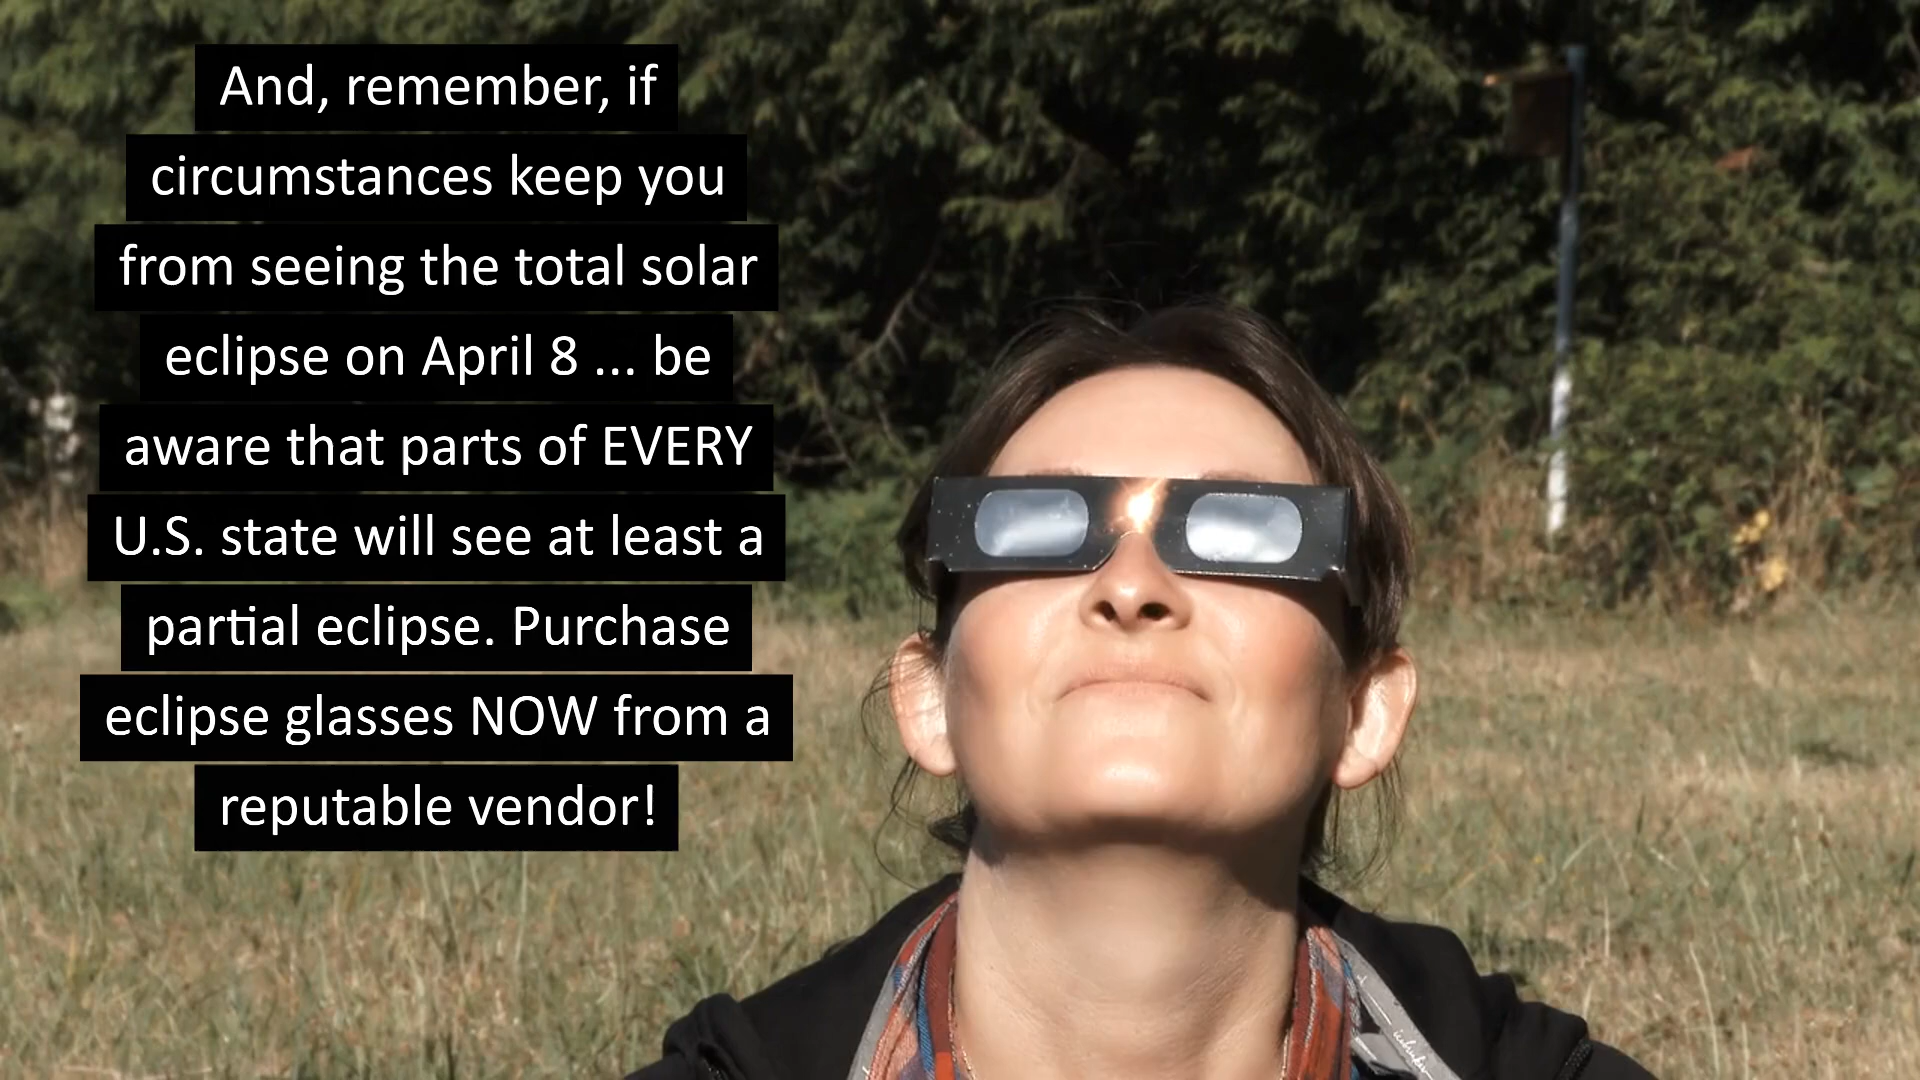 And, remember, if
circumstances keep you
from seeing the total solar
eclipse on April 8 ... be
aware that parts of EVERY
U.S. state will see at least a
partial eclipse. Purchase
eclipse glasses NOW from a
reputable vendor!